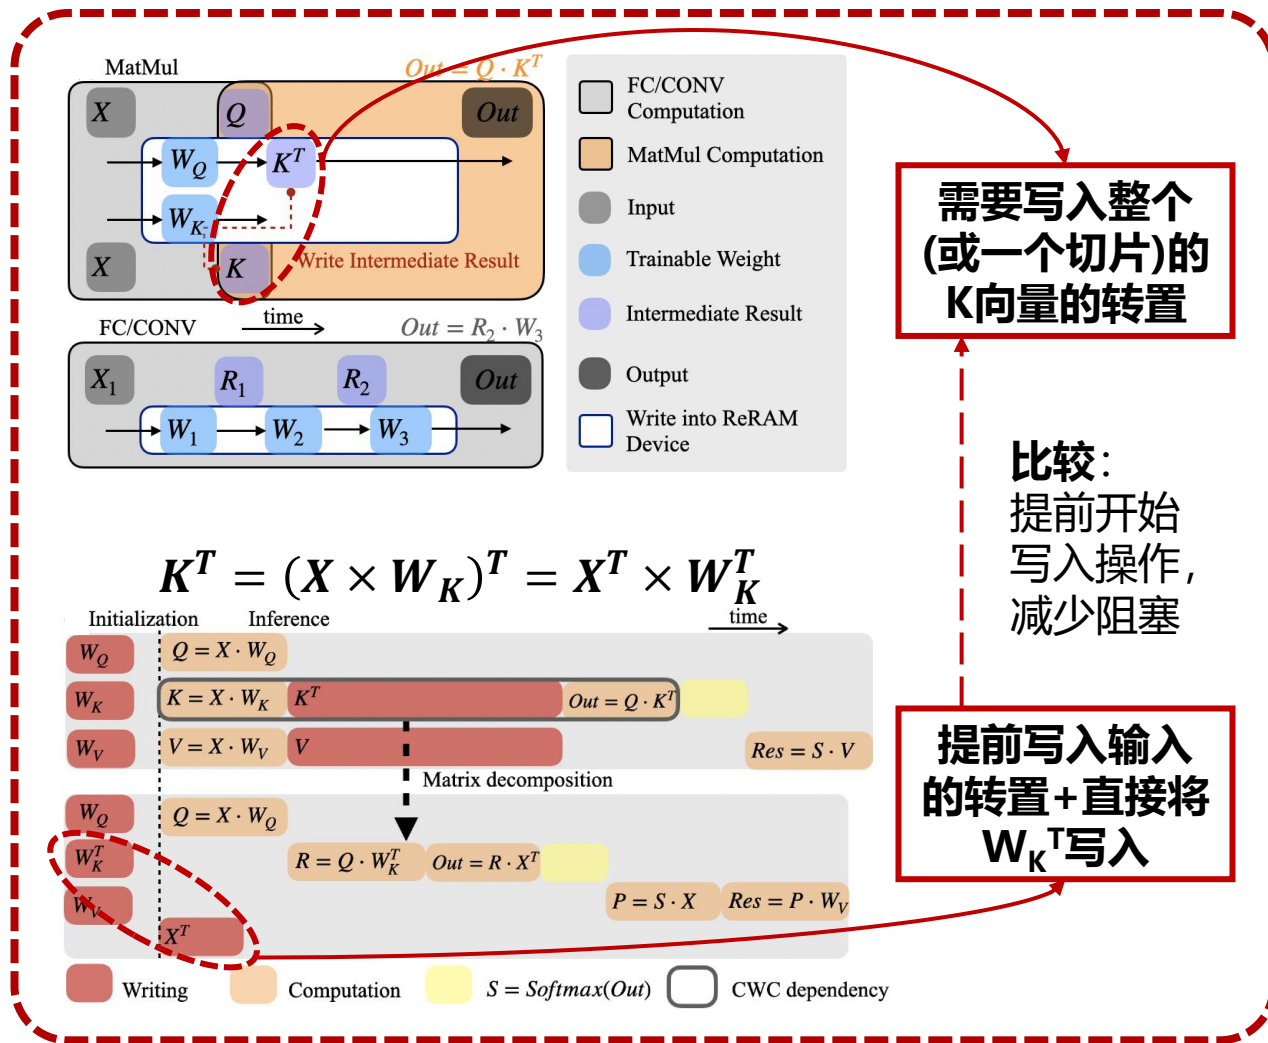 MatMul
Out = Q · K^T
X
Q
Out
W_Q
K^T
W_K
X
K
Write Intermediate Result
FC/CONV
time
Out = R_2 · W_3
X_1
R_1
R_2
Out
W_1
W_2
W_3
FC/CONV
Computation
MatMul Computation
Input
Trainable Weight
Intermediate Result
Output
Write into ReRAM
Device
需要写入整个
(或一个切片)的
K向量的转置
比较：
提前开始
写入操作，
减少阻塞
K^T = (X × W_K)^T = X^T × W_K^T
Initialization
Inference
time
W_Q
Q = X · W_Q
W_K
K = X · W_K
K^T
Out = Q · K^T
W_V
V = X · W_V
V
Res = S · V
Matrix decomposition
W_Q
Q = X · W_Q
W_K^T
R = Q · W_K^T
Out = R · X^T
W_V
P = S · X
Res = P · W_V
X^T
提前写入输入
的转置+直接将
W_K^T写入
Writing
Computation
S = Softmax(Out)
CWC dependency